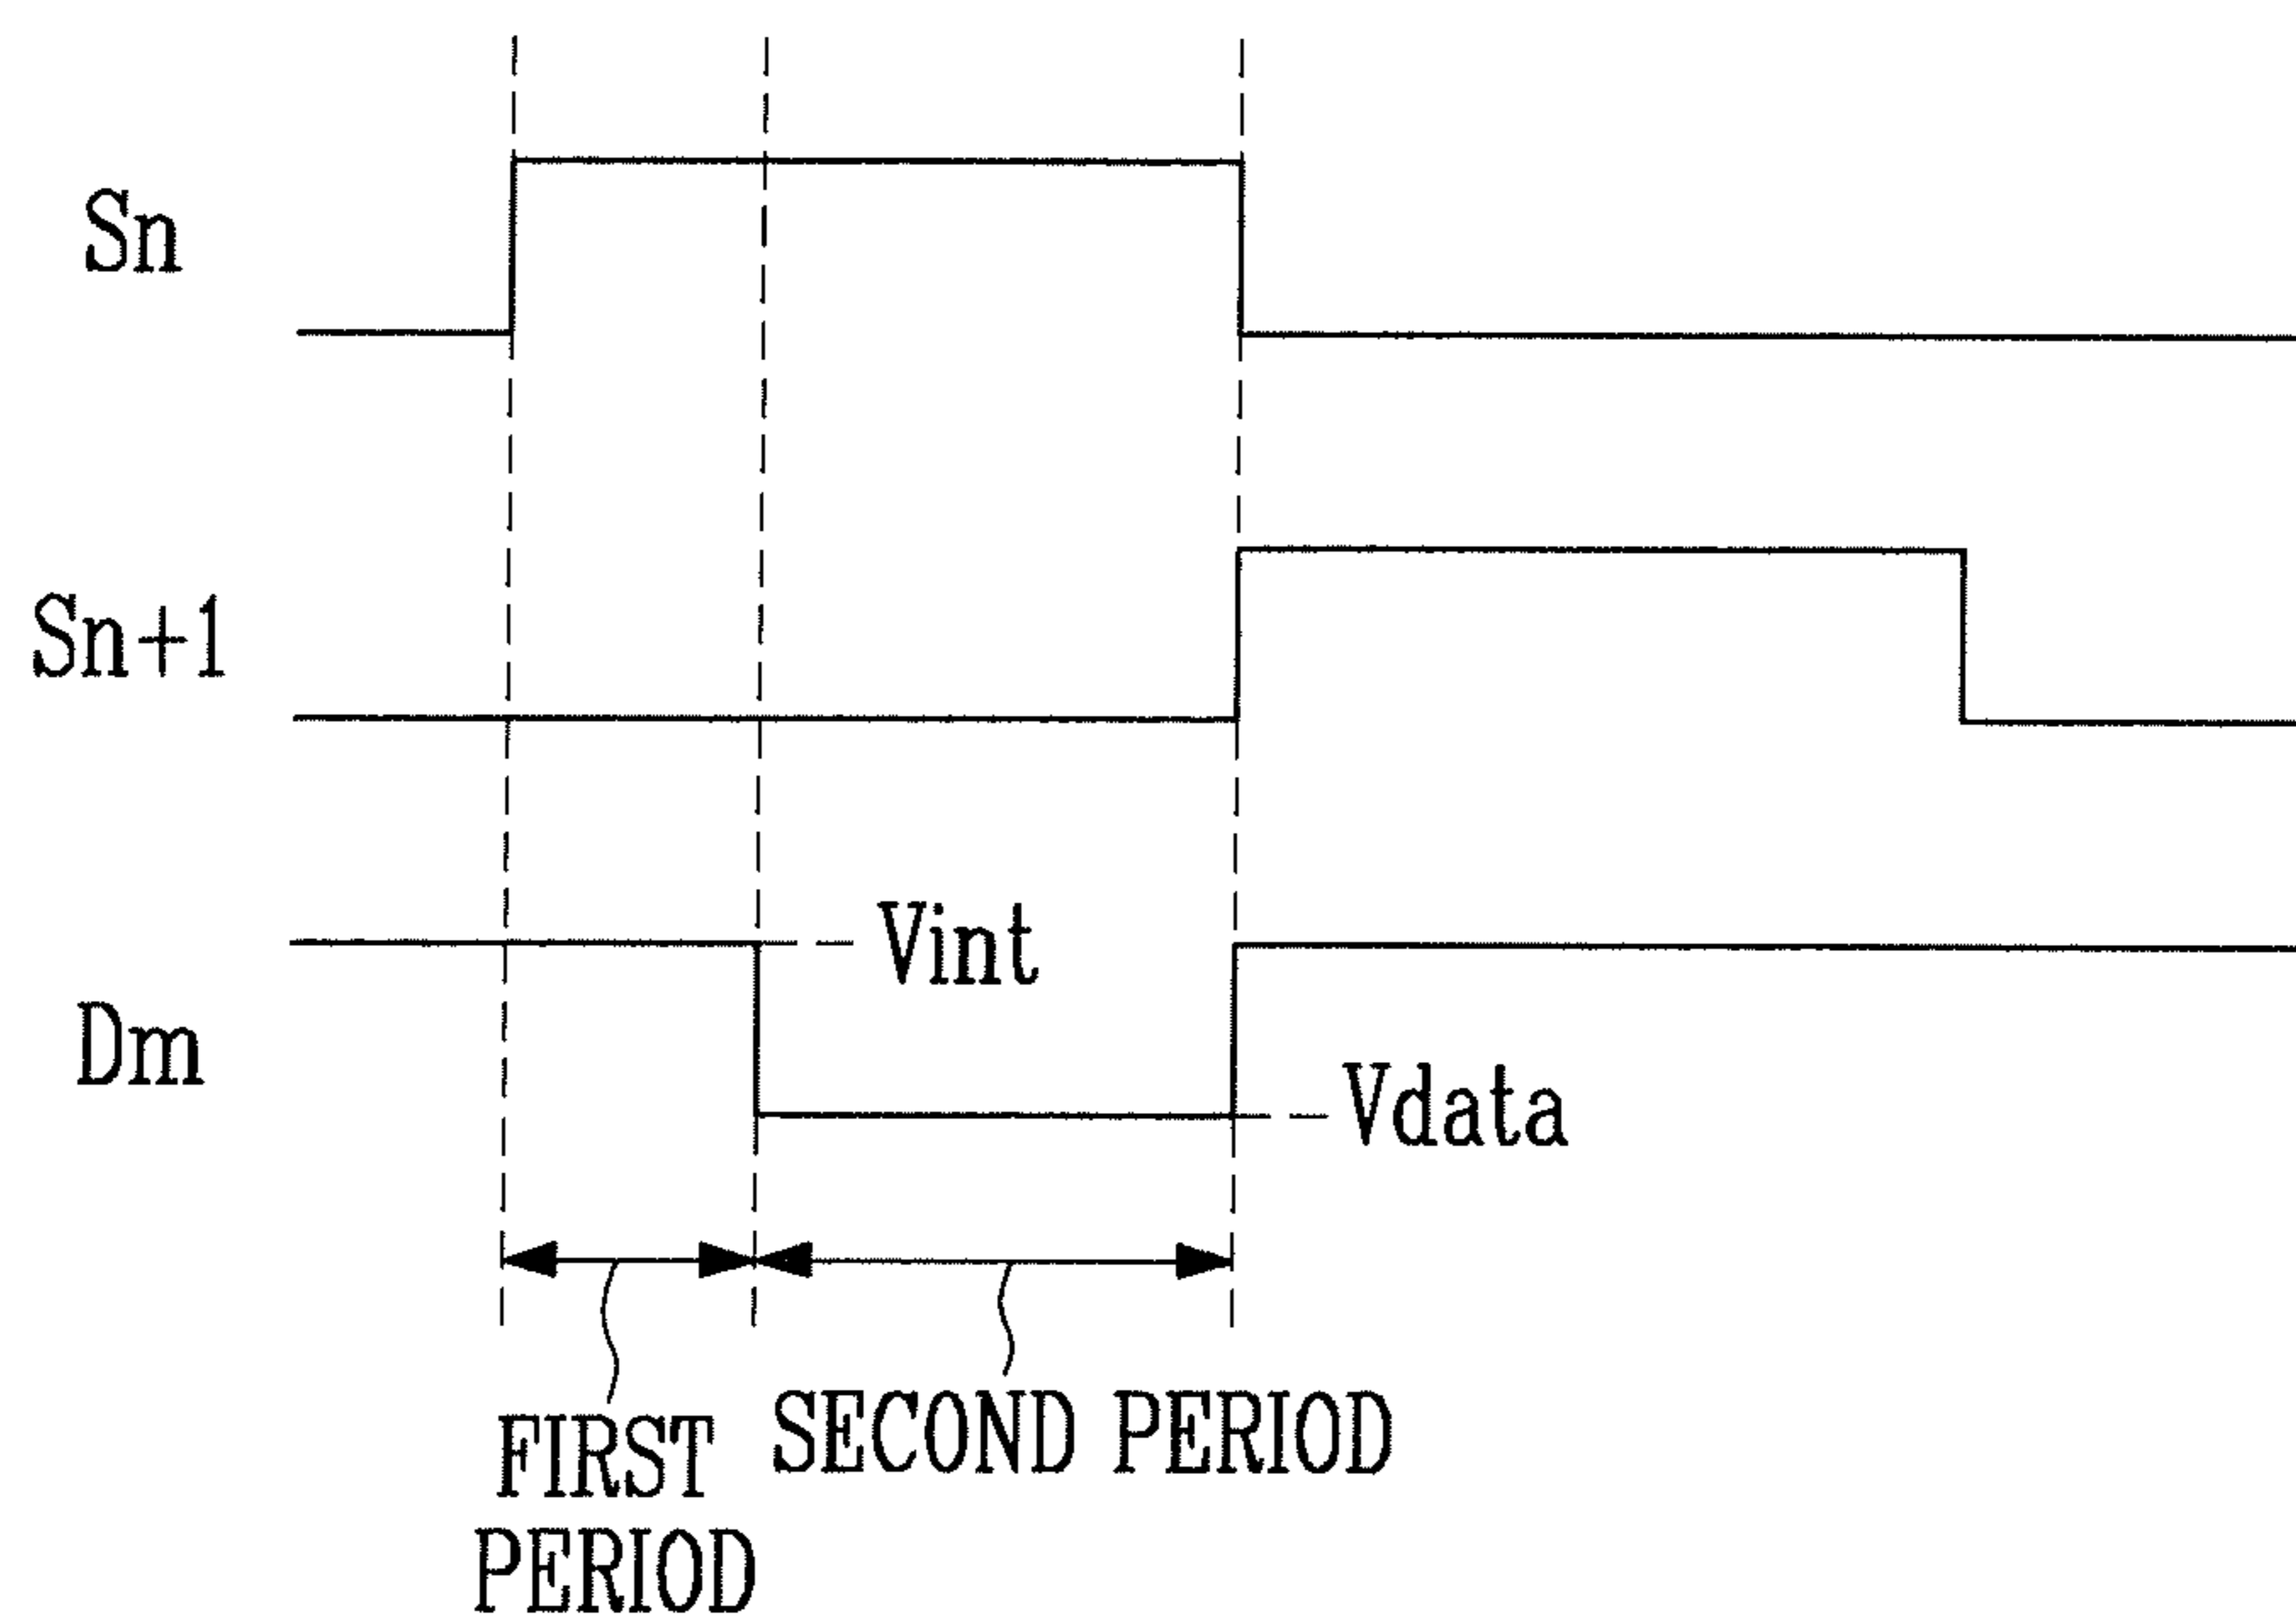 Sn
Sn+1
Vint
Dm
Vdata
FIRST
PERIOD
SECOND PERIOD